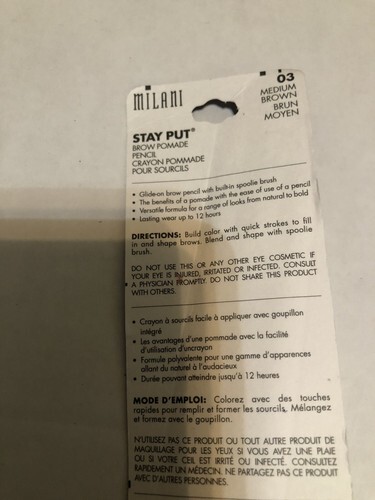 MILANI
03
MEDIUM
BROWN
BRUN
MOYEN
STAY PUT®
BROW POMADE
PENCIL
CRAYON POMMADE
POUR SOURCILS
• Glide-on brow pencil with built-in spoolie brush
• The benefits of a pomade with the ease of use of a pencil
• Versatile formula for a range of looks from natural to bold
• Lasting wear up to 12 hours
DIRECTIONS: Build color with quick strokes to fill
in and shape brows. Blend and shape with spoolie
brush.
DO NOT USE THIS OR ANY OTHER EYE COSMETIC IF
YOUR EYE IS INJURED, IRRITATED OR INFECTED. CONSULT
A PHYSICIAN PROMPTLY. DO NOT SHARE THIS PRODUCT
WITH OTHERS.
• Crayon à sourcils facile à appliquer avec goupillon
intégré
• Les avantages d'une pommade avec la facilité
d'utilisation d'uncrayon
• Formule polyvalente pour une gamme d'apparences
allant du naturel à l'audacieux
• Durée pouvant atteindre jusqu'à 12 heures
MODE D'EMPLOI: Colorez avec des touches
rapides pour remplir et former les sourcils. Mélangez
et formez avec le goupillon.
N'UTILISEZ PAS CE PRODUIT OU TOUT AUTRE PRODUIT DE
MAQUILLAGE POUR LES YEUX SI VOUS AVEZ UNE PLAIE
OU SI VOTRE CEIL EST IRRITÉ OU INFECTÉ. CONSULTEZ
RAPIDEMENT UN MÉDECIN. NE PARTAGEZ PAS CE PRODUIT
AVEC D'AUTRES PERSONNES.